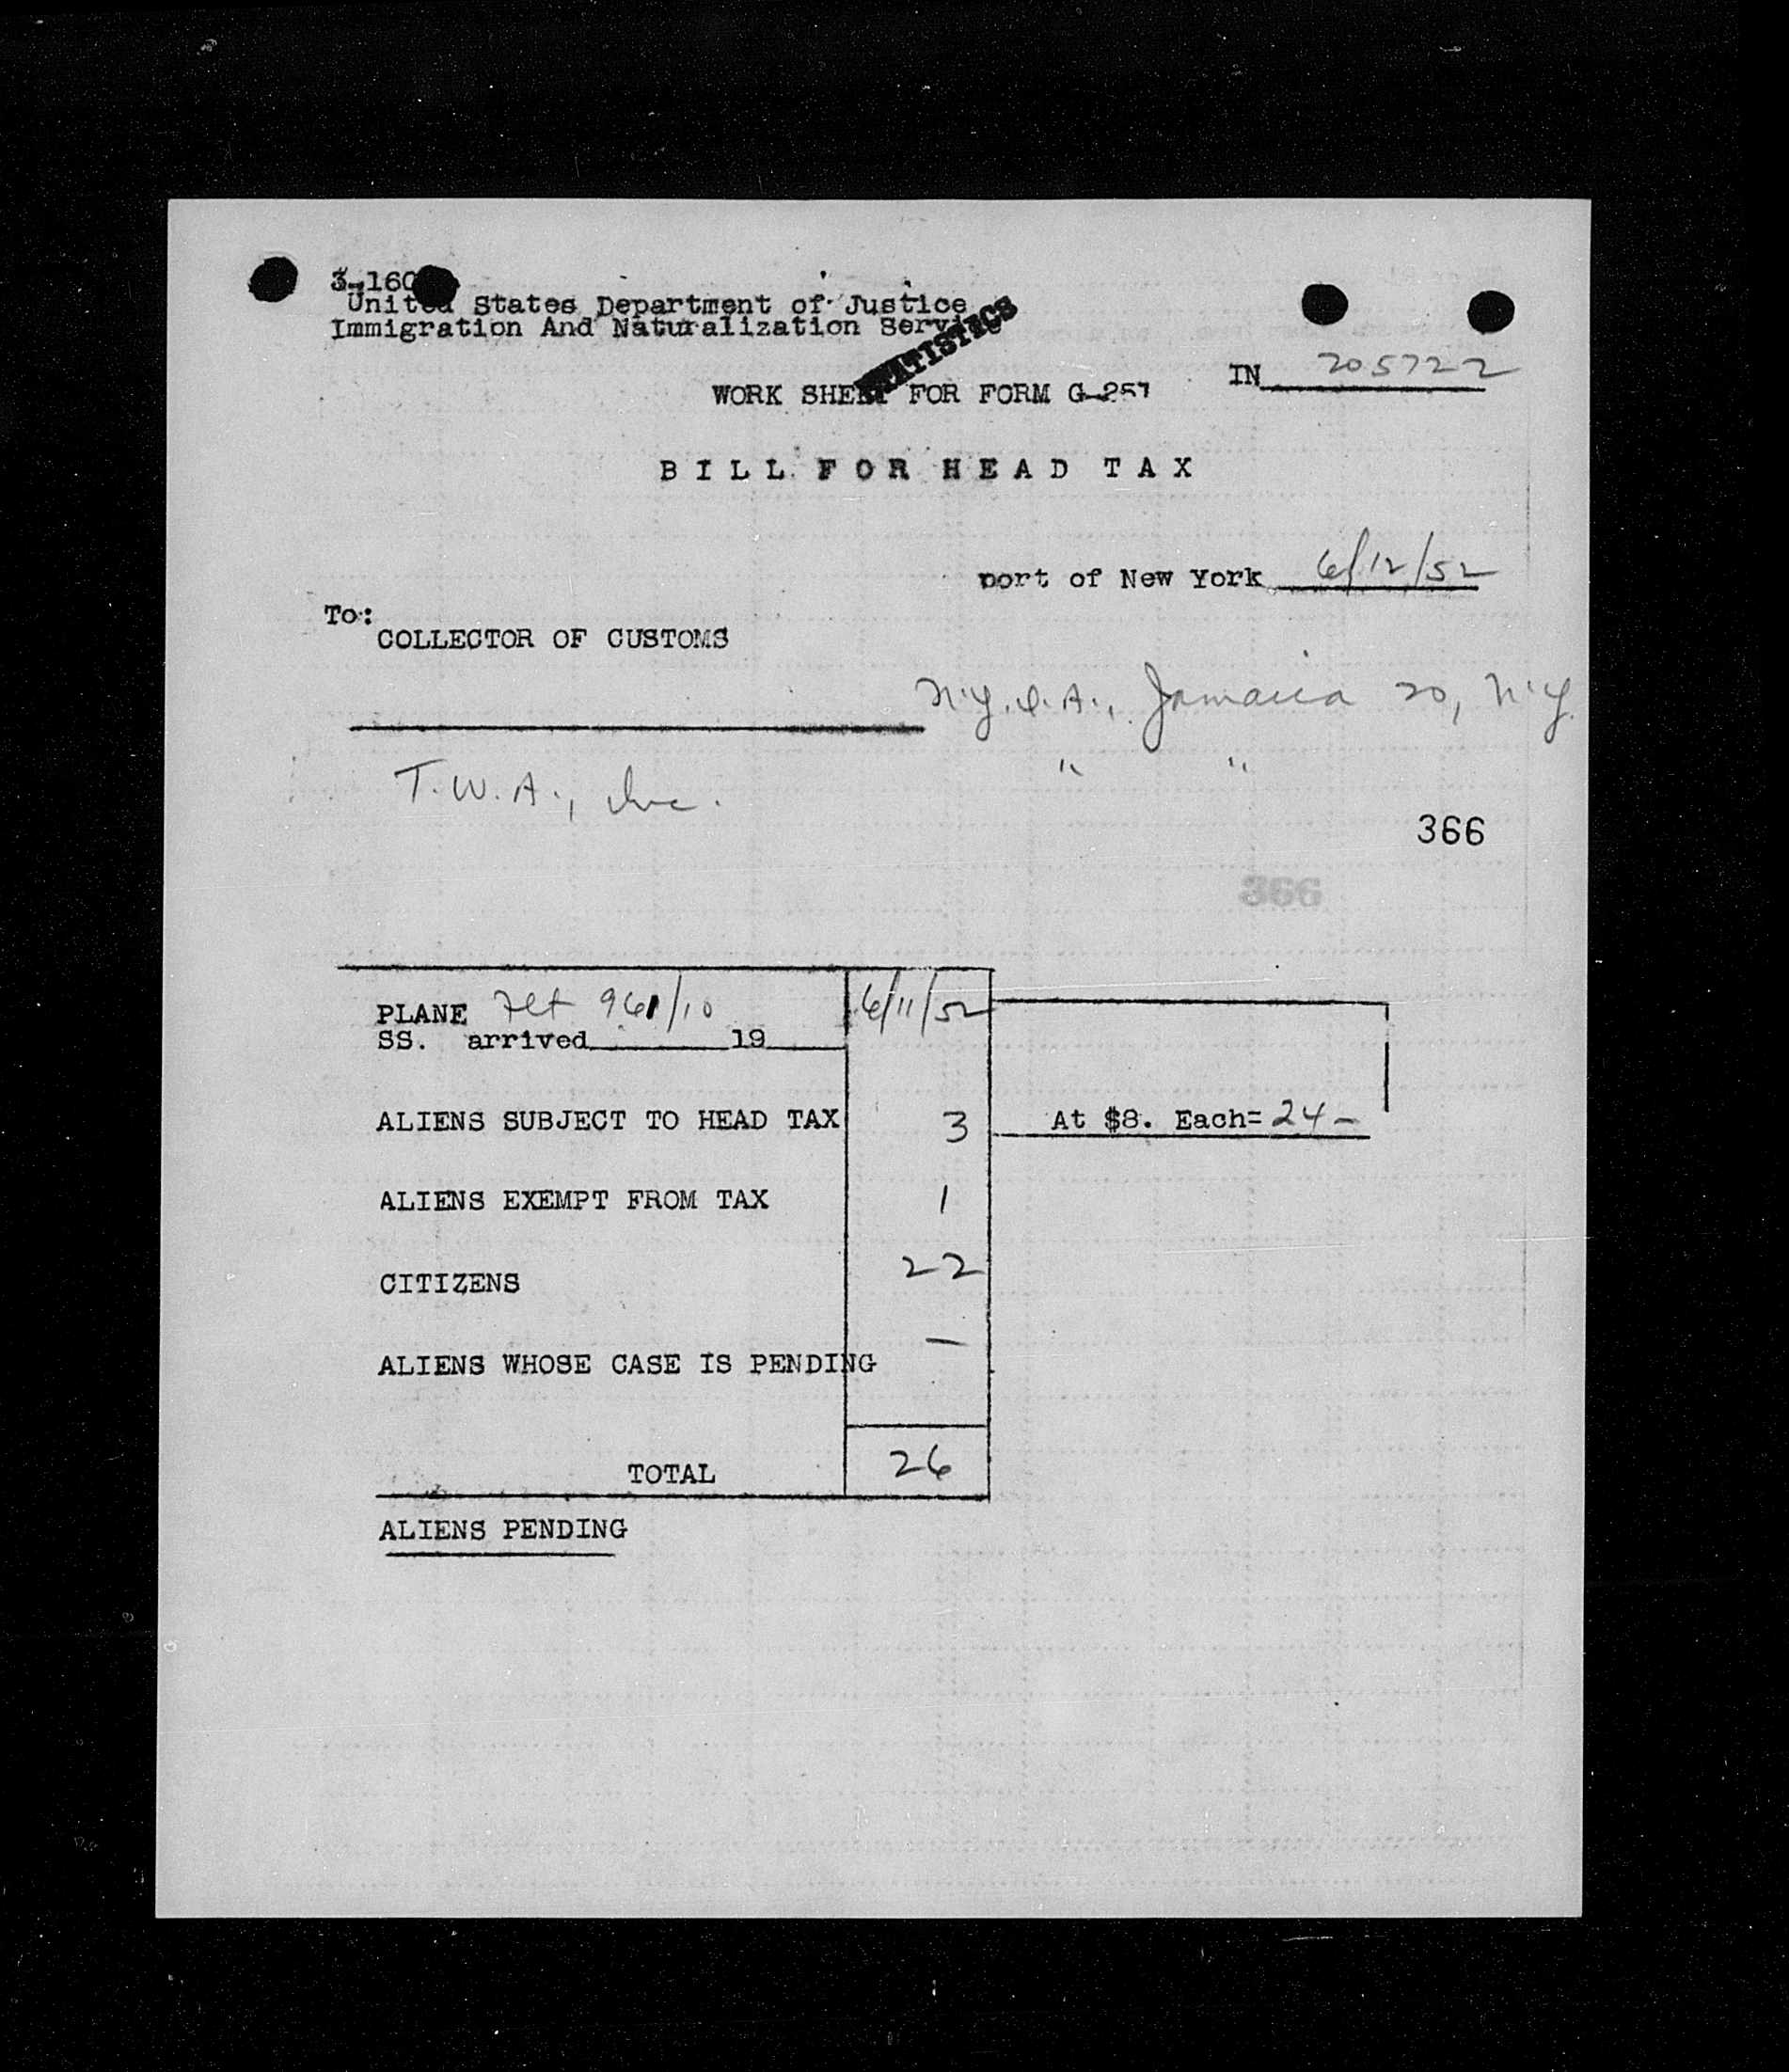 3-160
United States Department of Justice
Immigration And Naturalization Service
STATISTICS
WORK SHEET FOR FORM G-257
IN 205722
BILL FOR HEAD TAX
port of New York 6/12/52
To:
COLLECTOR OF CUSTOMS
N.Y.I.A., Jamaica 20, N.Y.
T.W.A., Inc. " "
366
366
PLANE Flt 961/10 6/11/52
SS. arrived 19
ALIENS SUBJECT TO HEAD TAX 3 At $8. Each= 24-
ALIENS EXEMPT FROM TAX 1
CITIZENS 22
ALIENS WHOSE CASE IS PENDING —
TOTAL 26
ALIENS PENDING